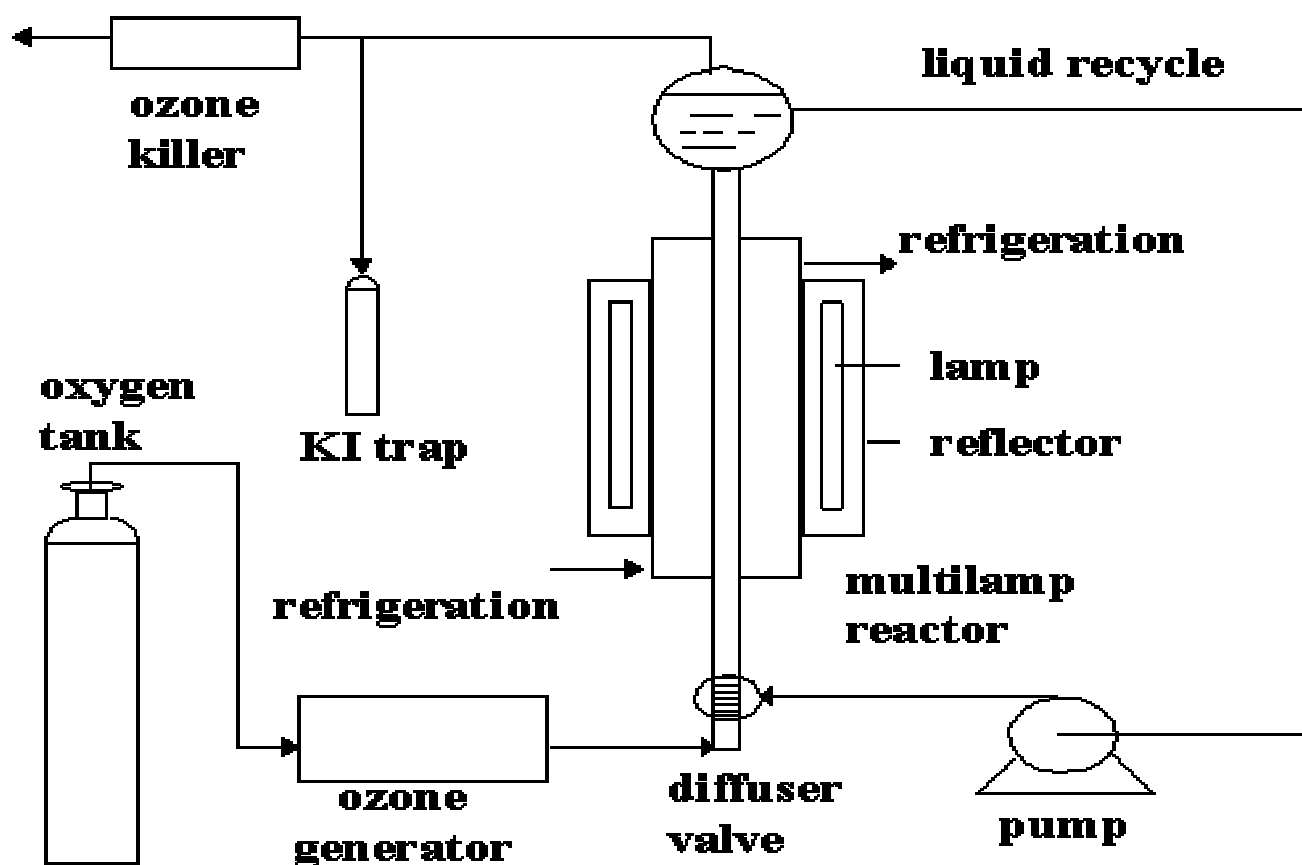 liquid recycle
ozone
killer
refrigeration
lamp
oxygen
tank
KI trap
reflector
refrigeration
multilamp
reactor
diffuser
valve
ozone
generator
pump